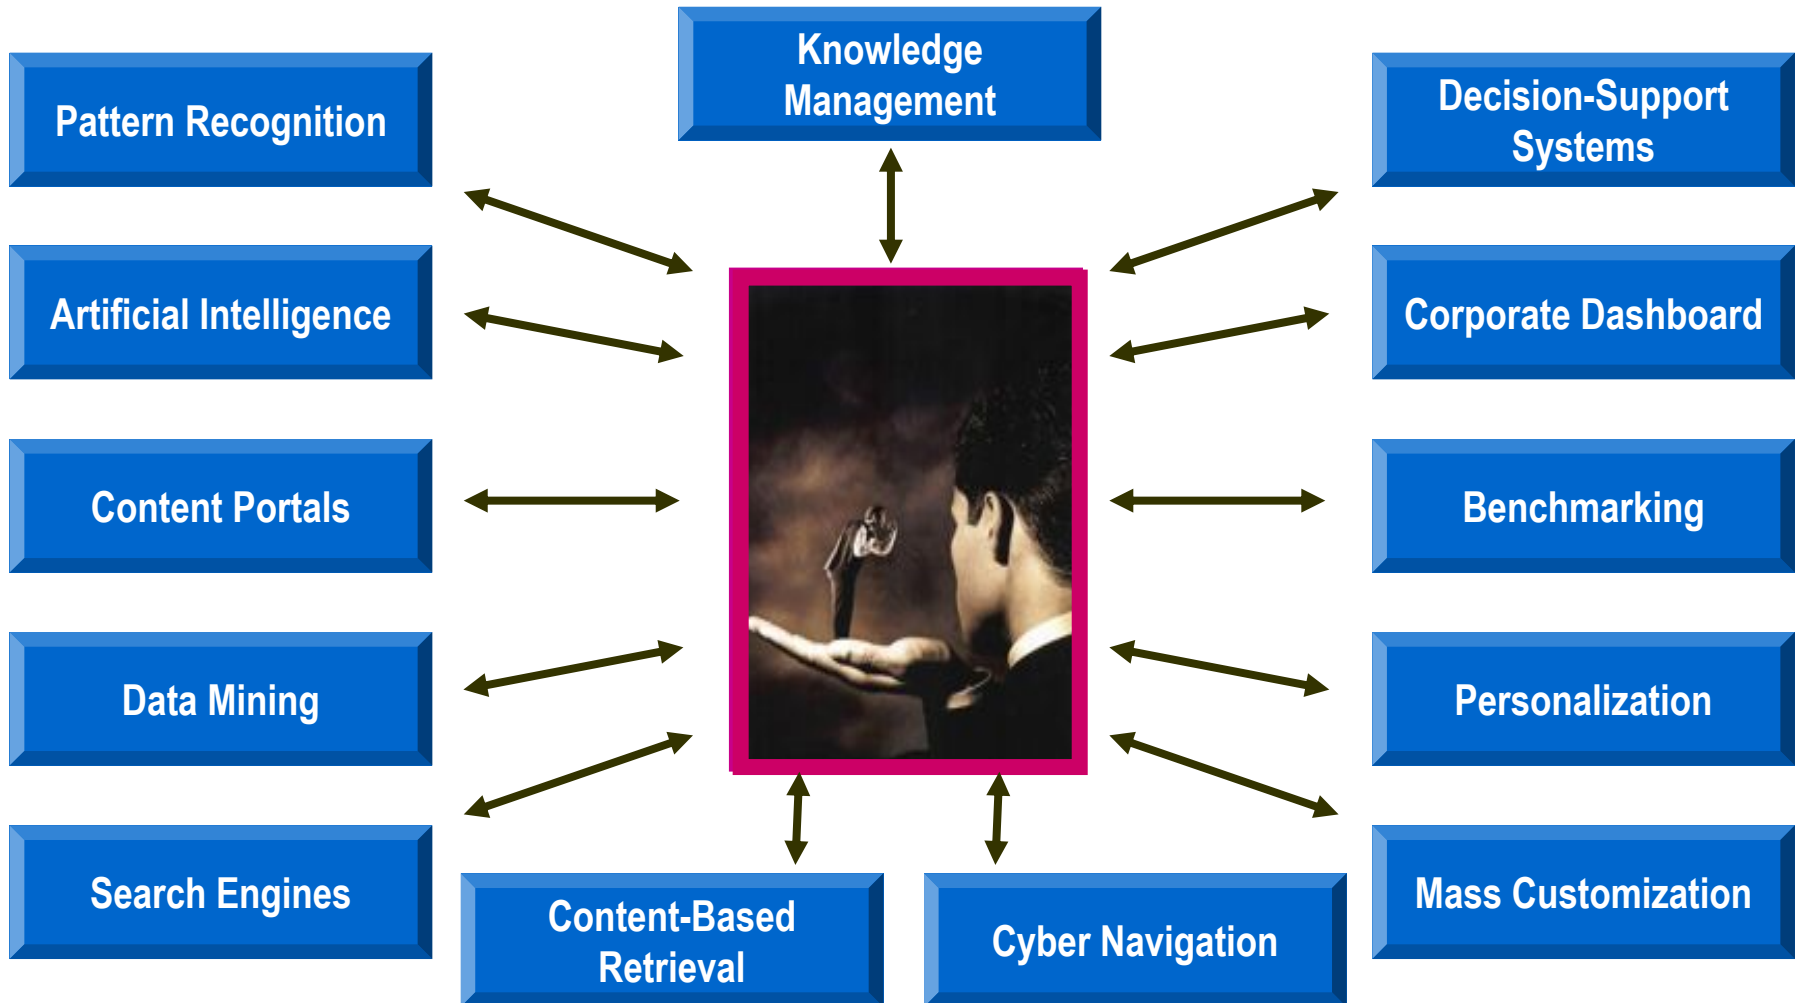 Knowledge
Management
Pattern Recognition
Decision-Support
Systems
Artificial Intelligence
Corporate Dashboard
Content Portals
Benchmarking
Data Mining
Personalization
Search Engines
Mass Customization
Content-Based
Retrieval
Cyber Navigation